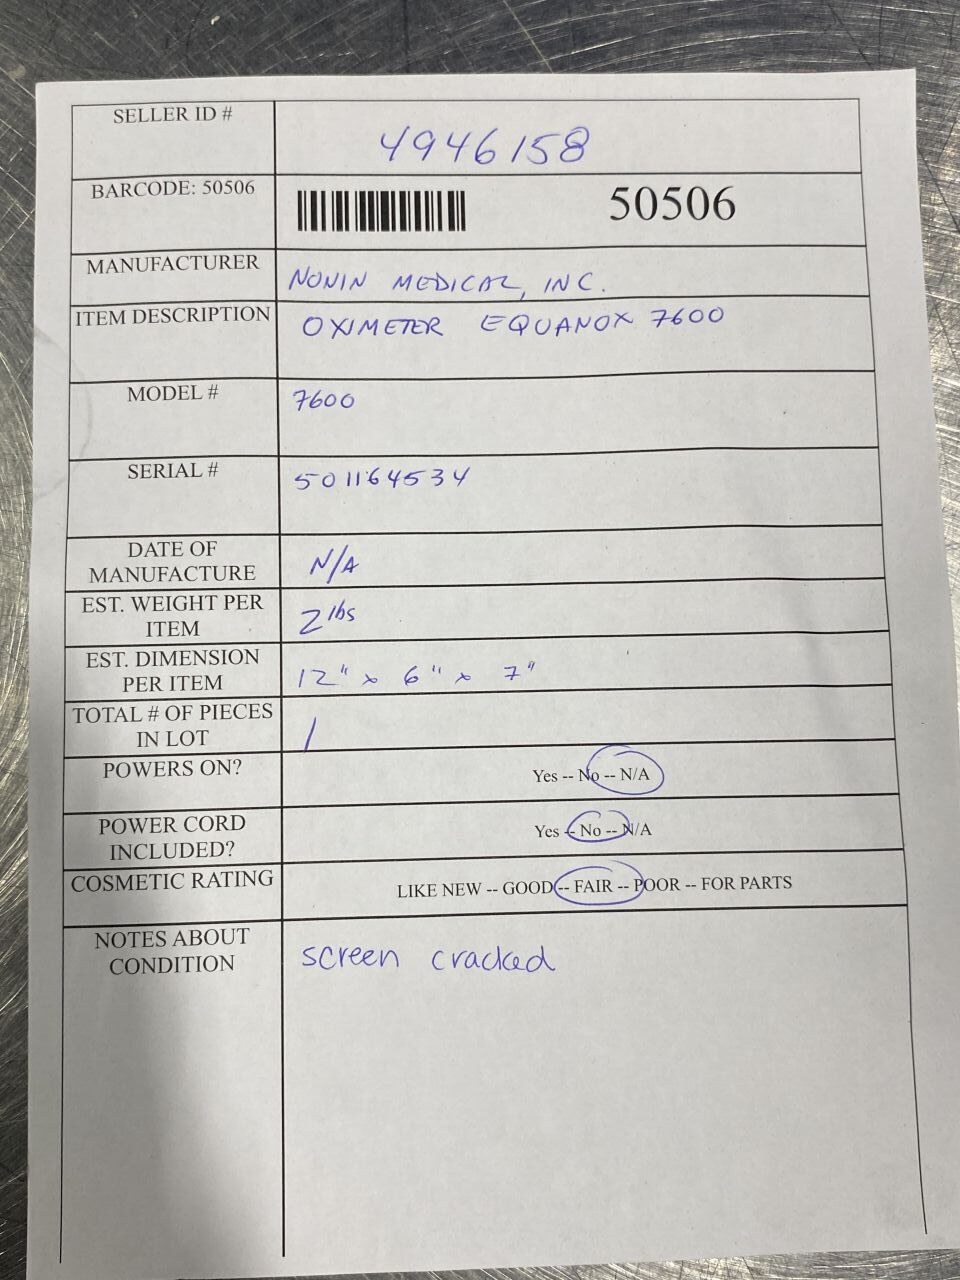 SELLER ID #
4946158
BARCODE: 50506
50506
MANUFACTURER
NONIN MEDICAL, INC.
ITEM DESCRIPTION
OXIMETER EQUANOX 7600
MODEL #
7600
SERIAL #
501164534
DATE OF
MANUFACTURE
N/A
EST. WEIGHT PER
ITEM
2 lbs
EST. DIMENSION
PER ITEM
12" x 6" x 7"
TOTAL # OF PIECES
IN LOT
1
POWERS ON?
Yes -- No -- N/A
POWER CORD
INCLUDED?
Yes -- No -- N/A
COSMETIC RATING
LIKE NEW -- GOOD -- FAIR -- POOR -- FOR PARTS
NOTES ABOUT
CONDITION
screen cracked